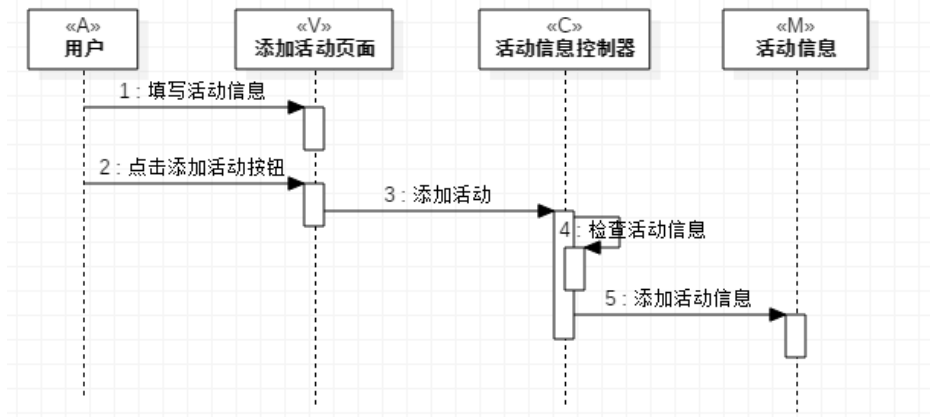 «A»
用户
«V»
添加活动页面
«C»
活动信息控制器
«M»
活动信息
1 : 填写活动信息
2 : 点击添加活动按钮
3 : 添加活动
4 : 检查活动信息
5 : 添加活动信息